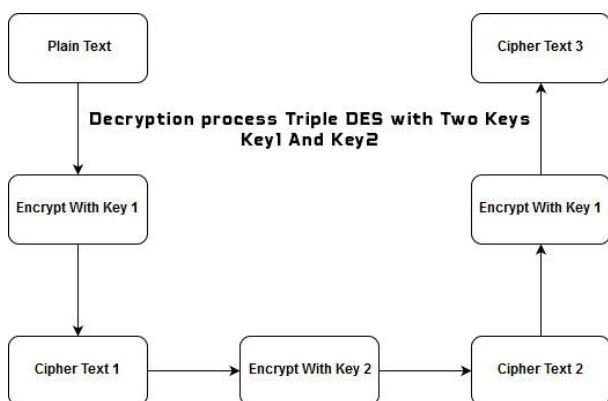 Plain Text
Cipher Text 3
Decryption process Triple DES with Two Keys
Key1 And Key2
Encrypt With Key 1
Encrypt With Key 1
Cipher Text 1
Encrypt With Key 2
Cipher Text 2